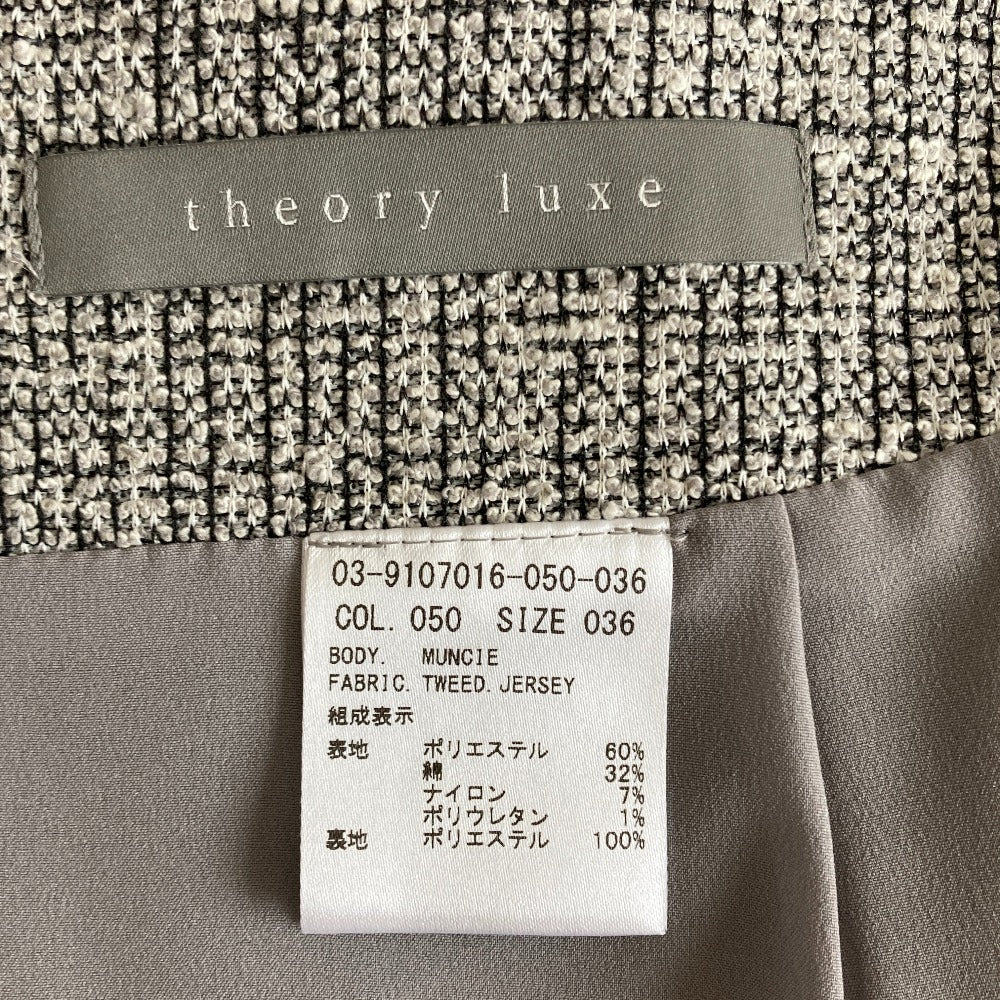 theory luxe
03-9107016-050-036
COL. 050 SIZE 036
BODY. MUNCIE
FABRIC. TWEED. JERSEY
組成表示
表地 ポリエステル 60%
綿 32%
ナイロン 7%
ポリウレタン 1%
裏地 ポリエステル 100%